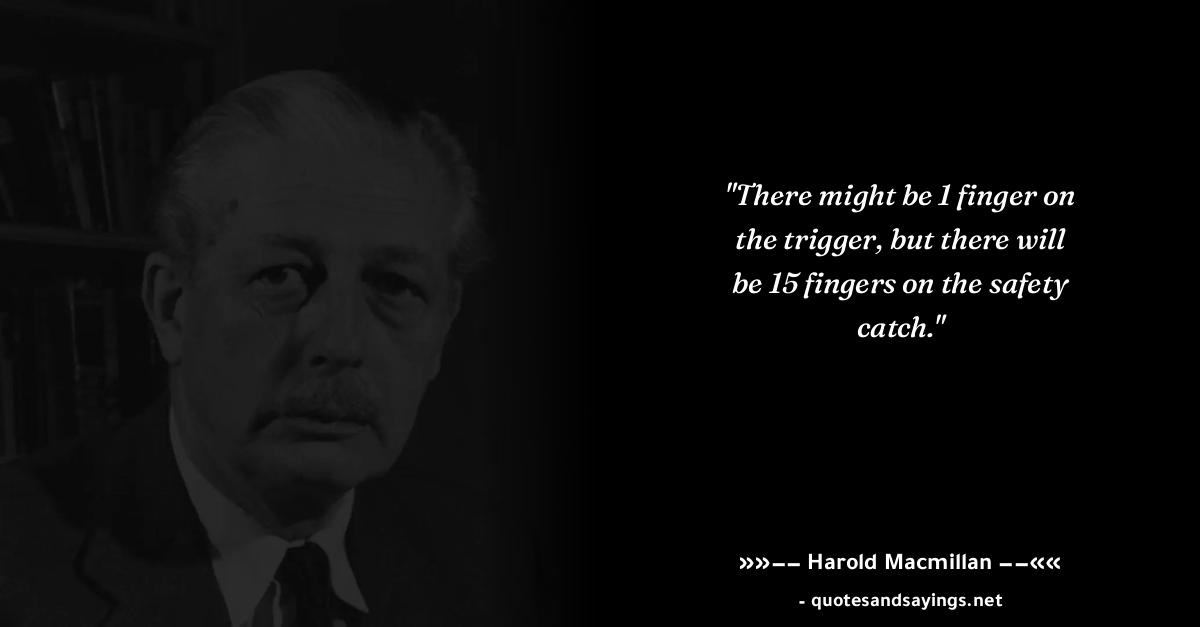 "There might be 1 finger on
the trigger, but there will
be 15 fingers on the safety
catch."
»»−− Harold Macmillan −−««
- quotesandsayings.net